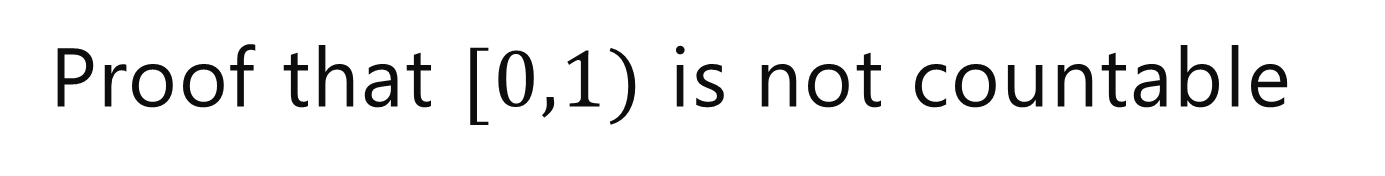 Proof that [0,1) is not countable